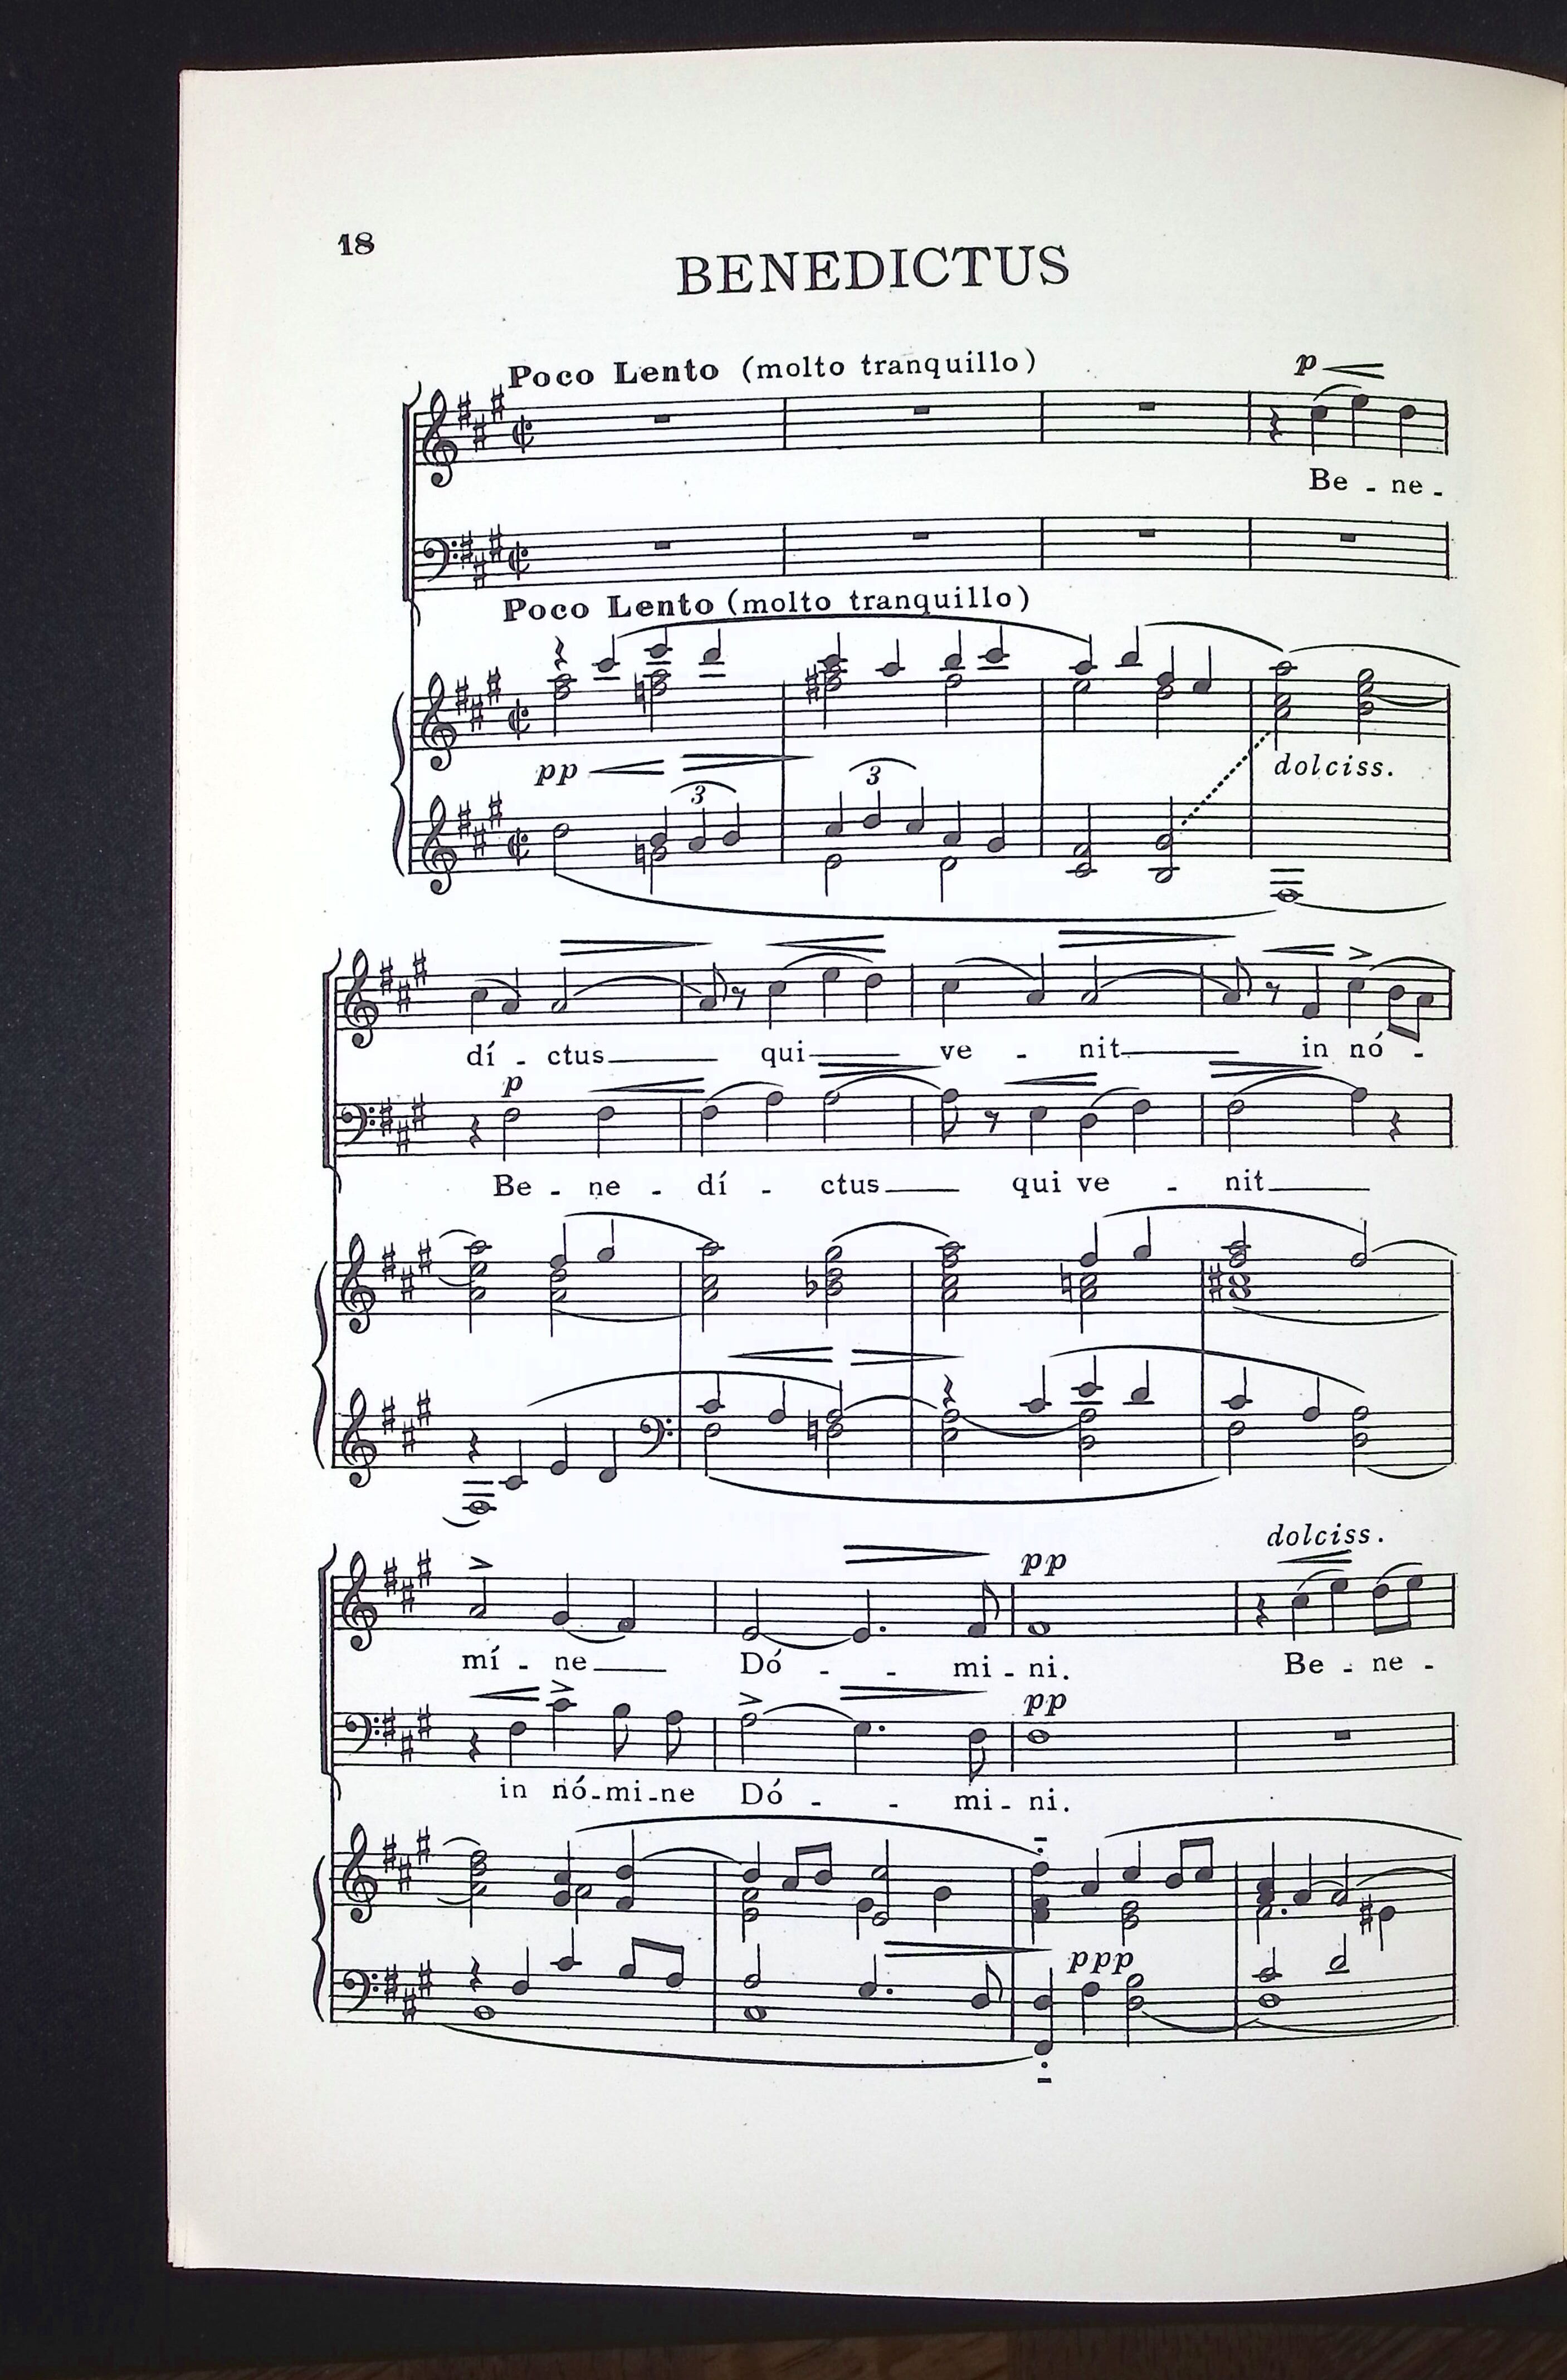 18
BENEDICTUS
Poco Lento (molto tranquillo)
p
Be - ne -
Poco Lento (molto tranquillo)
pp
3
3
dolciss.
dí - ctus qui ve - nit in nó -
p
Be - ne - dí - ctus qui ve - nit
dolciss.
pp
mí - ne Dó - - mi - ni. Be - ne -
pp
in nó-mi-ne Dó - - mi - ni.
ppp